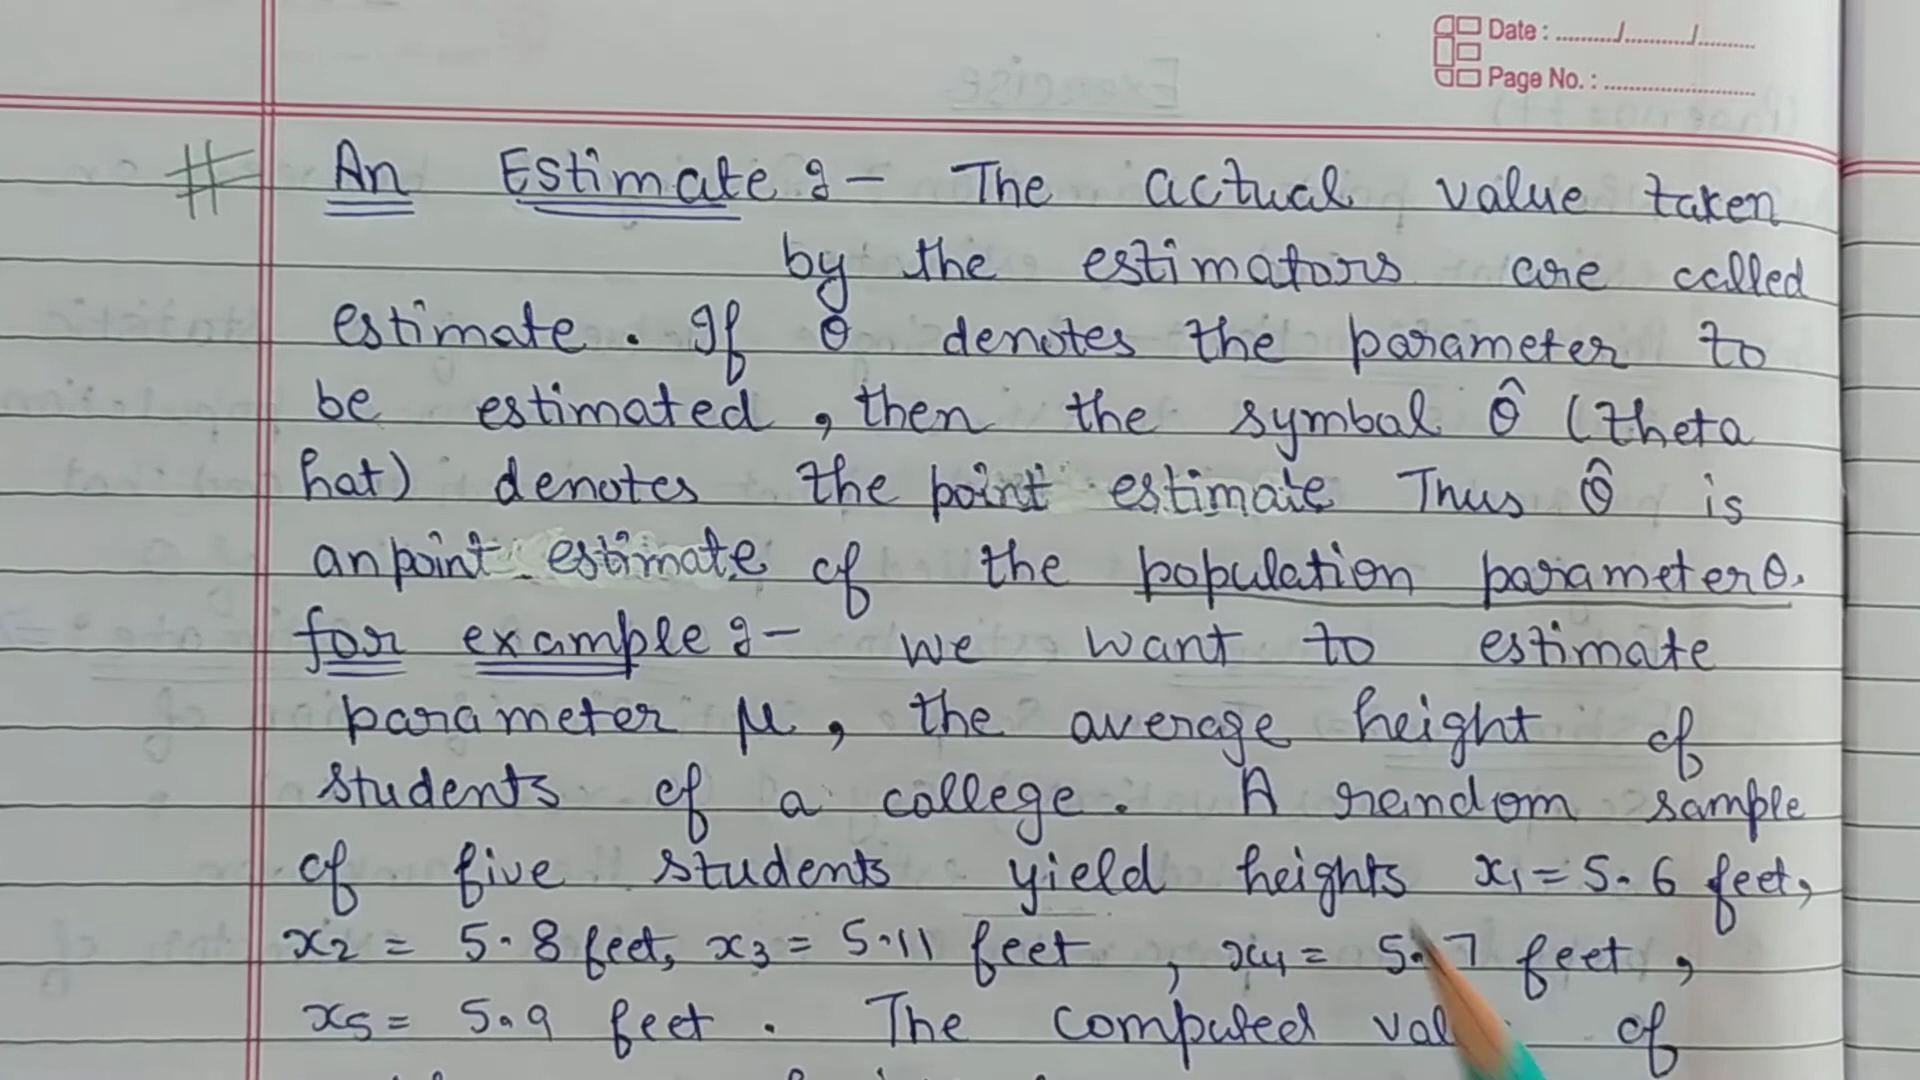 Date : ........./........../.........
Page No. : ........................
Exercise
# An Estimate :- The actual value taken
by the estimators are called
estimate. If θ denotes the parameter to
be estimated, then the symbal θ̂ (theta
hat) denotes the point estimate Thus θ̂ is
an point estimate of the population parameter θ.
for example :- we want to estimate
parameter μ, the average height of
students of a college. A random sample
of five students yield heights x1 = 5.6 feet,
x2 = 5.8 feet, x3 = 5.11 feet, x4 = 5.7 feet,
x5 = 5.9 feet. The computed of